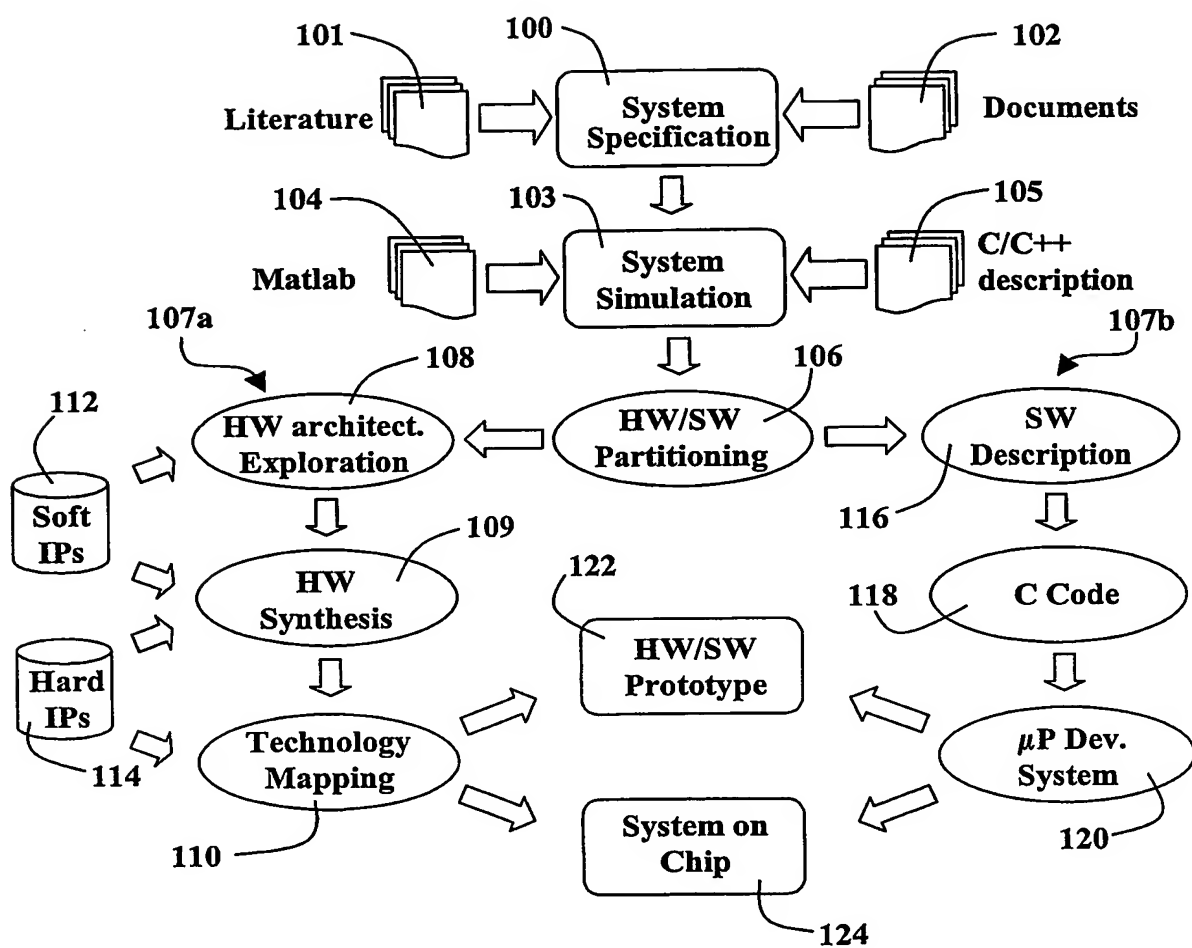 101
100
102
Literature
System
Specification
Documents
104
103
105
Matlab
System
Simulation
C/C++
description
107a
108
106
107b
112
HW architect.
Exploration
HW/SW
Partitioning
SW
Description
116
Soft
IPs
109
HW
Synthesis
122
118
C Code
HW/SW
Prototype
Hard
IPs
114
Technology
Mapping
μP Dev.
System
110
System on
Chip
120
124